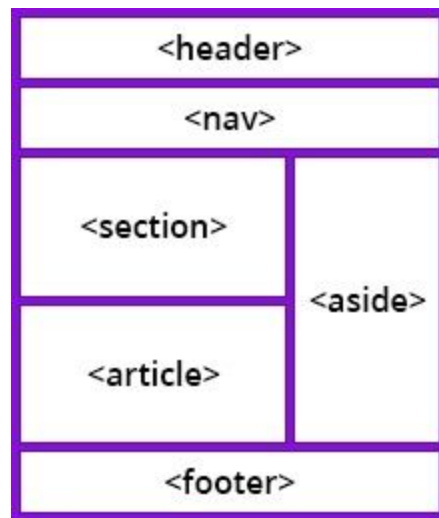 <header>
<nav>
<section>
<aside>
<article>
<footer>